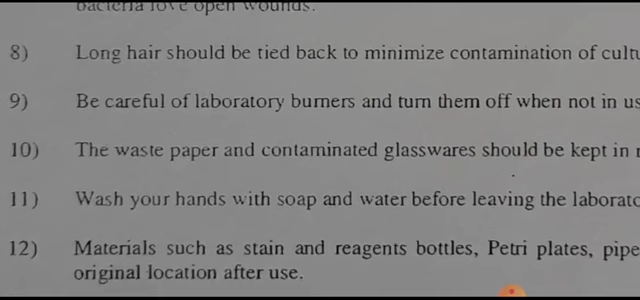 bacteria love open wounds.
8) Long hair should be tied back to minimize contamination of cultu
9) Be careful of laboratory burners and turn them off when not in us
10) The waste paper and contaminated glasswares should be kept in
11) Wash your hands with soap and water before leaving the laborato
12) Materials such as stain and reagents bottles, Petri plates, pipe
original location after use.